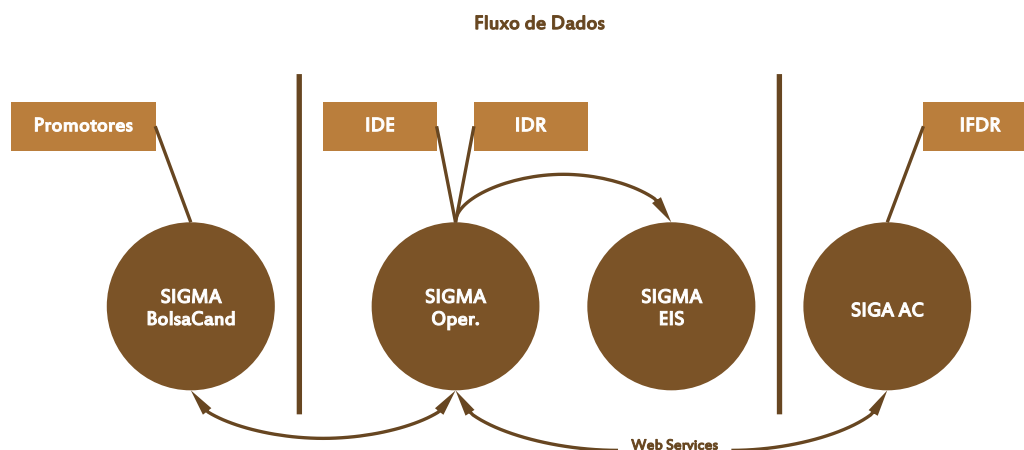 Fluxo de Dados
Promotores
IDE
IDR
IFDR
SIGMA
BolsaCand
SIGMA
Oper.
SIGMA
EIS
SIGA AC
Web Services